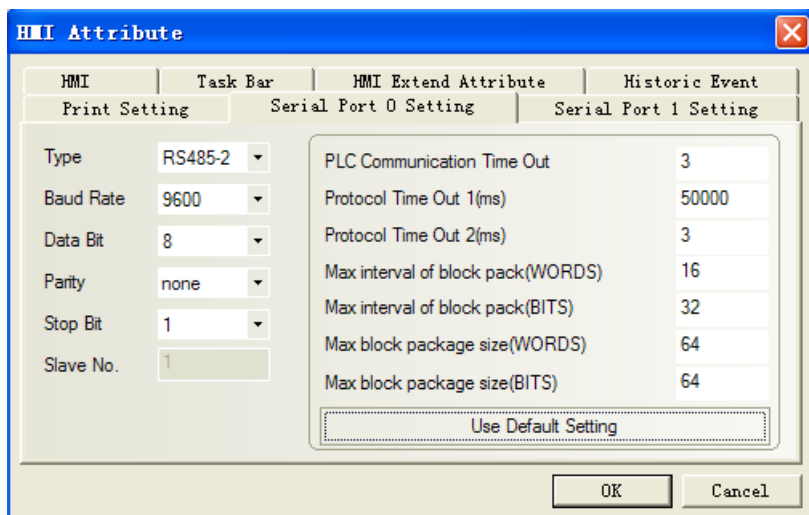 HMI Attribute
HMI Task Bar HMI Extend Attribute Historic Event
Print Setting Serial Port 0 Setting Serial Port 1 Setting
Type RS485-2
Baud Rate 9600
Data Bit 8
Parity none
Stop Bit 1
Slave No. 1
PLC Communication Time Out 3
Protocol Time Out 1(ms) 50000
Protocol Time Out 2(ms) 3
Max interval of block pack(WORDS) 16
Max interval of block pack(BITS) 32
Max block package size(WORDS) 64
Max block package size(BITS) 64
Use Default Setting
OK Cancel